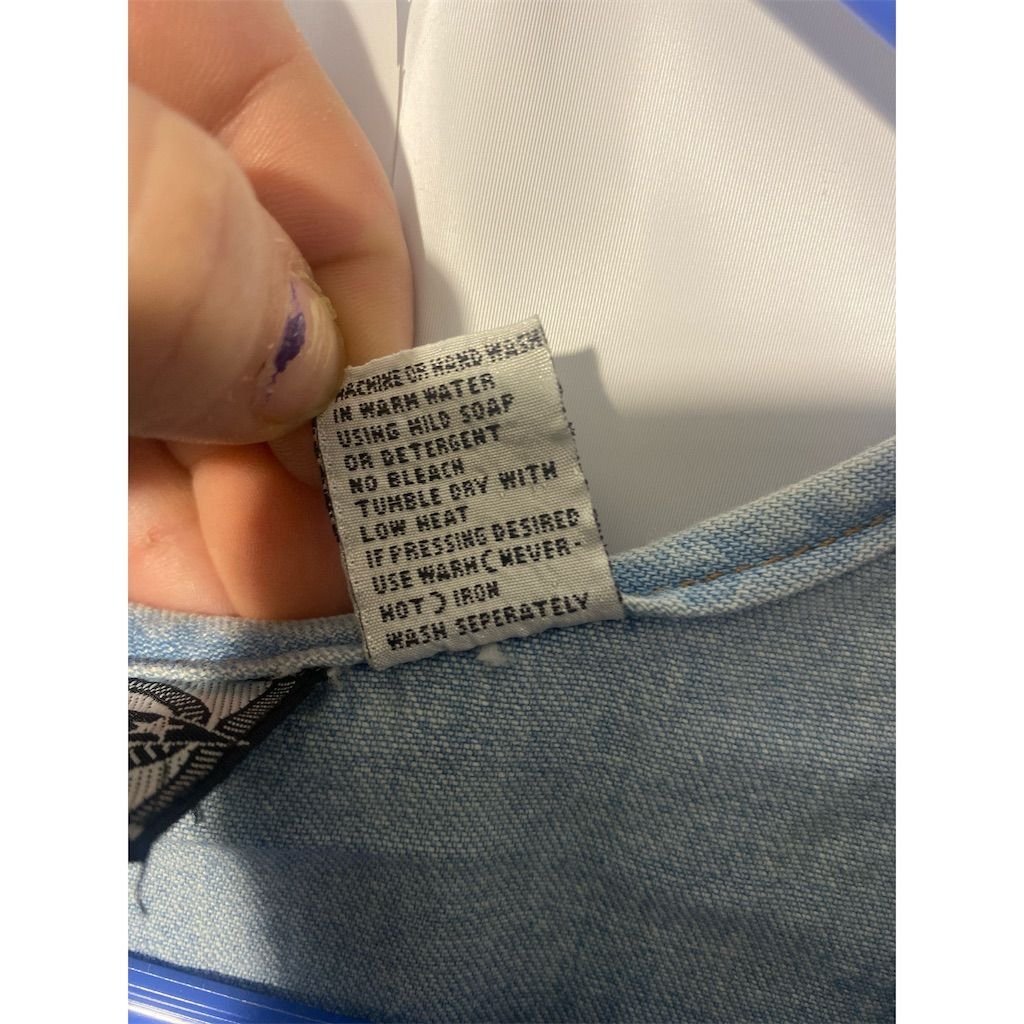 MACHINE OR HAND WASH
IN WARM WATER
USING MILD SOAP
OR DETERGENT
NO BLEACH
TUMBLE DRY WITH
LOW HEAT
IF PRESSING DESIRED
USE WARM (NEVER-
HOT) IRON
WASH SEPERATELY